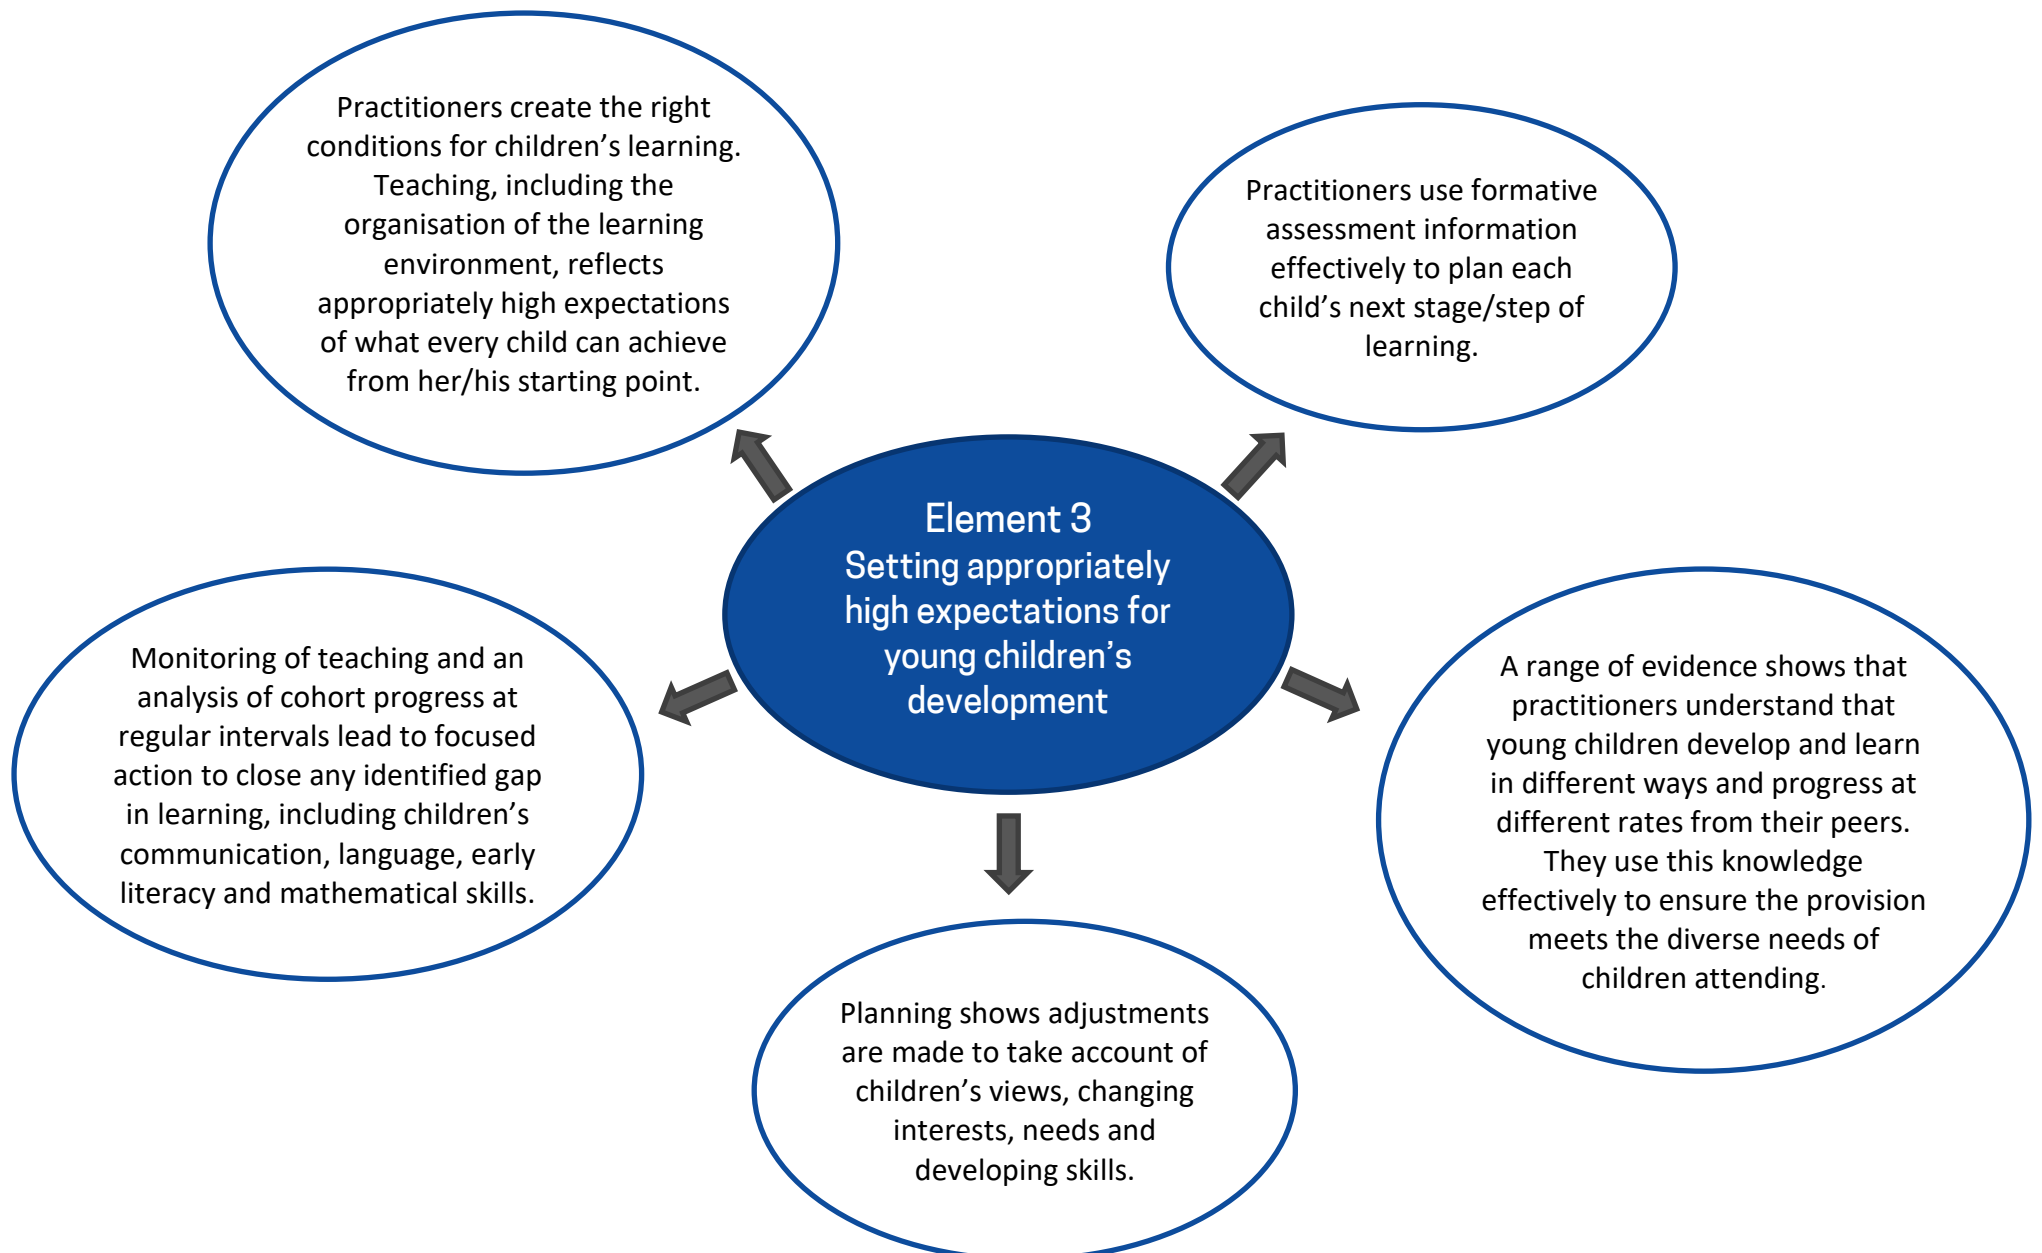 Practitioners create the right
conditions for children’s learning.
Teaching, including the
organisation of the learning
environment, reflects
appropriately high expectations
of what every child can achieve
from her/his starting point.
Practitioners use formative
assessment information
effectively to plan each
child’s next stage/step of
learning.
Element 3
Setting appropriately
high expectations for
young children’s
development
Monitoring of teaching and an
analysis of cohort progress at
regular intervals lead to focused
action to close any identified gap
in learning, including children’s
communication, language, early
literacy and mathematical skills.
A range of evidence shows that
practitioners understand that
young children develop and learn
in different ways and progress at
different rates from their peers.
They use this knowledge
effectively to ensure the provision
meets the diverse needs of
children attending.
Planning shows adjustments
are made to take account of
children’s views, changing
interests, needs and
developing skills.